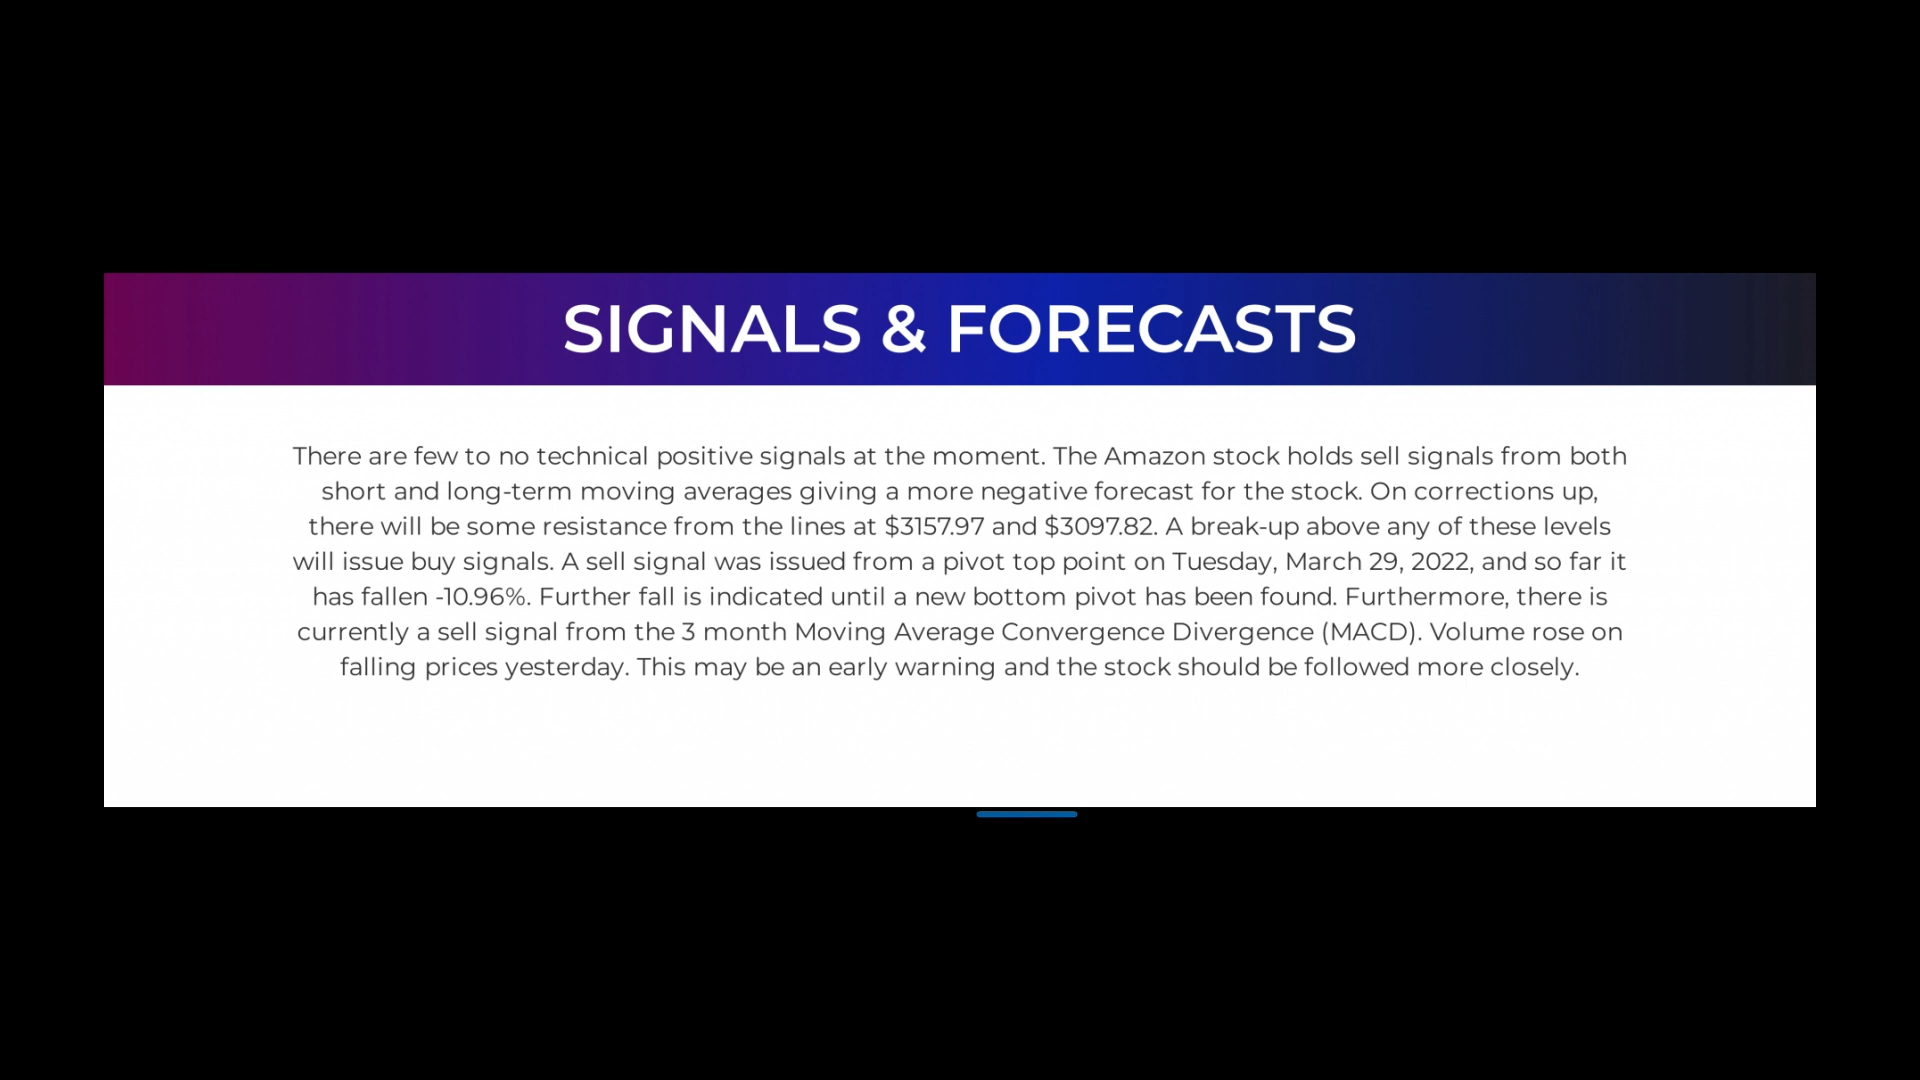 SIGNALS & FORECASTS
There are few to no technical positive signals at the moment. The Amazon stock holds sell signals from both
short and long-term moving averages giving a more negative forecast for the stock. On corrections up,
there will be some resistance from the lines at $3157.97 and $3097.82. A break-up above any of these levels
will issue buy signals. A sell signal was issued from a pivot top point on Tuesday, March 29, 2022, and so far it
has fallen -10.96%. Further fall is indicated until a new bottom pivot has been found. Furthermore, there is
currently a sell signal from the 3 month Moving Average Convergence Divergence (MACD). Volume rose on
falling prices yesterday. This may be an early warning and the stock should be followed more closely.